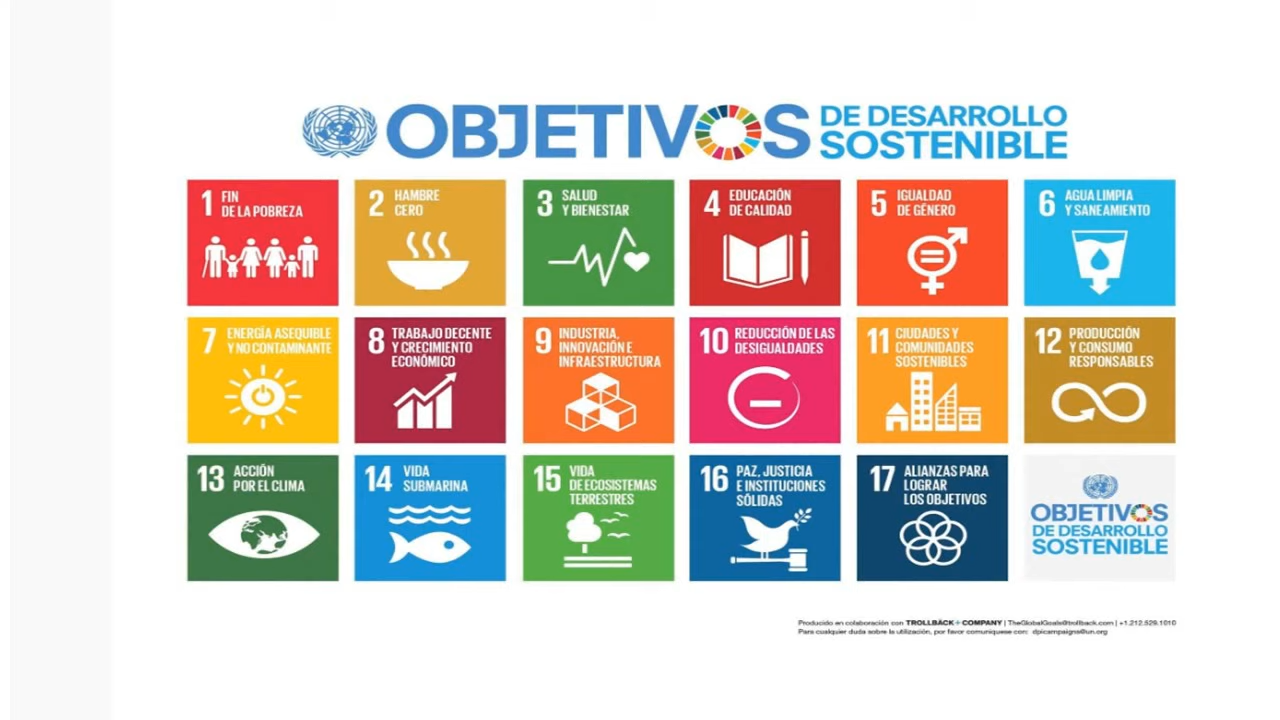 OBJETIVOS
DE DESARROLLO
SOSTENIBLE
1 FIN
DE LA POBREZA
2 HAMBRE
CERO
3 SALUD
Y BIENESTAR
4 EDUCACIÓN
DE CALIDAD
5 IGUALDAD
DE GÉNERO
6 AGUA LIMPIA
Y SANEAMIENTO
7 ENERGÍA ASEQUIBLE
Y NO CONTAMINANTE
8 TRABAJO DECENTE
Y CRECIMIENTO
ECONÓMICO
9 INDUSTRIA,
INNOVACIÓN E
INFRAESTRUCTURA
10 REDUCCIÓN DE LAS
DESIGUALDADES
11 CIUDADES Y
COMUNIDADES
SOSTENIBLES
12 PRODUCCIÓN
Y CONSUMO
RESPONSABLES
13 ACCIÓN
POR EL CLIMA
14 VIDA
SUBMARINA
15 VIDA
DE ECOSISTEMAS
TERRESTRES
16 PAZ, JUSTICIA
E INSTITUCIONES
SÓLIDAS
17 ALIANZAS PARA
LOGRAR
LOS OBJETIVOS
OBJETIVOS
DE DESARROLLO
SOSTENIBLE
Producido en colaboración con TROLLBÄCK+COMPANY | TheGlobalGoals@trollback.com | +1.212.529.1010
Para cualquier duda sobre la utilización, por favor comuníquese con: dpicampaigns@un.org